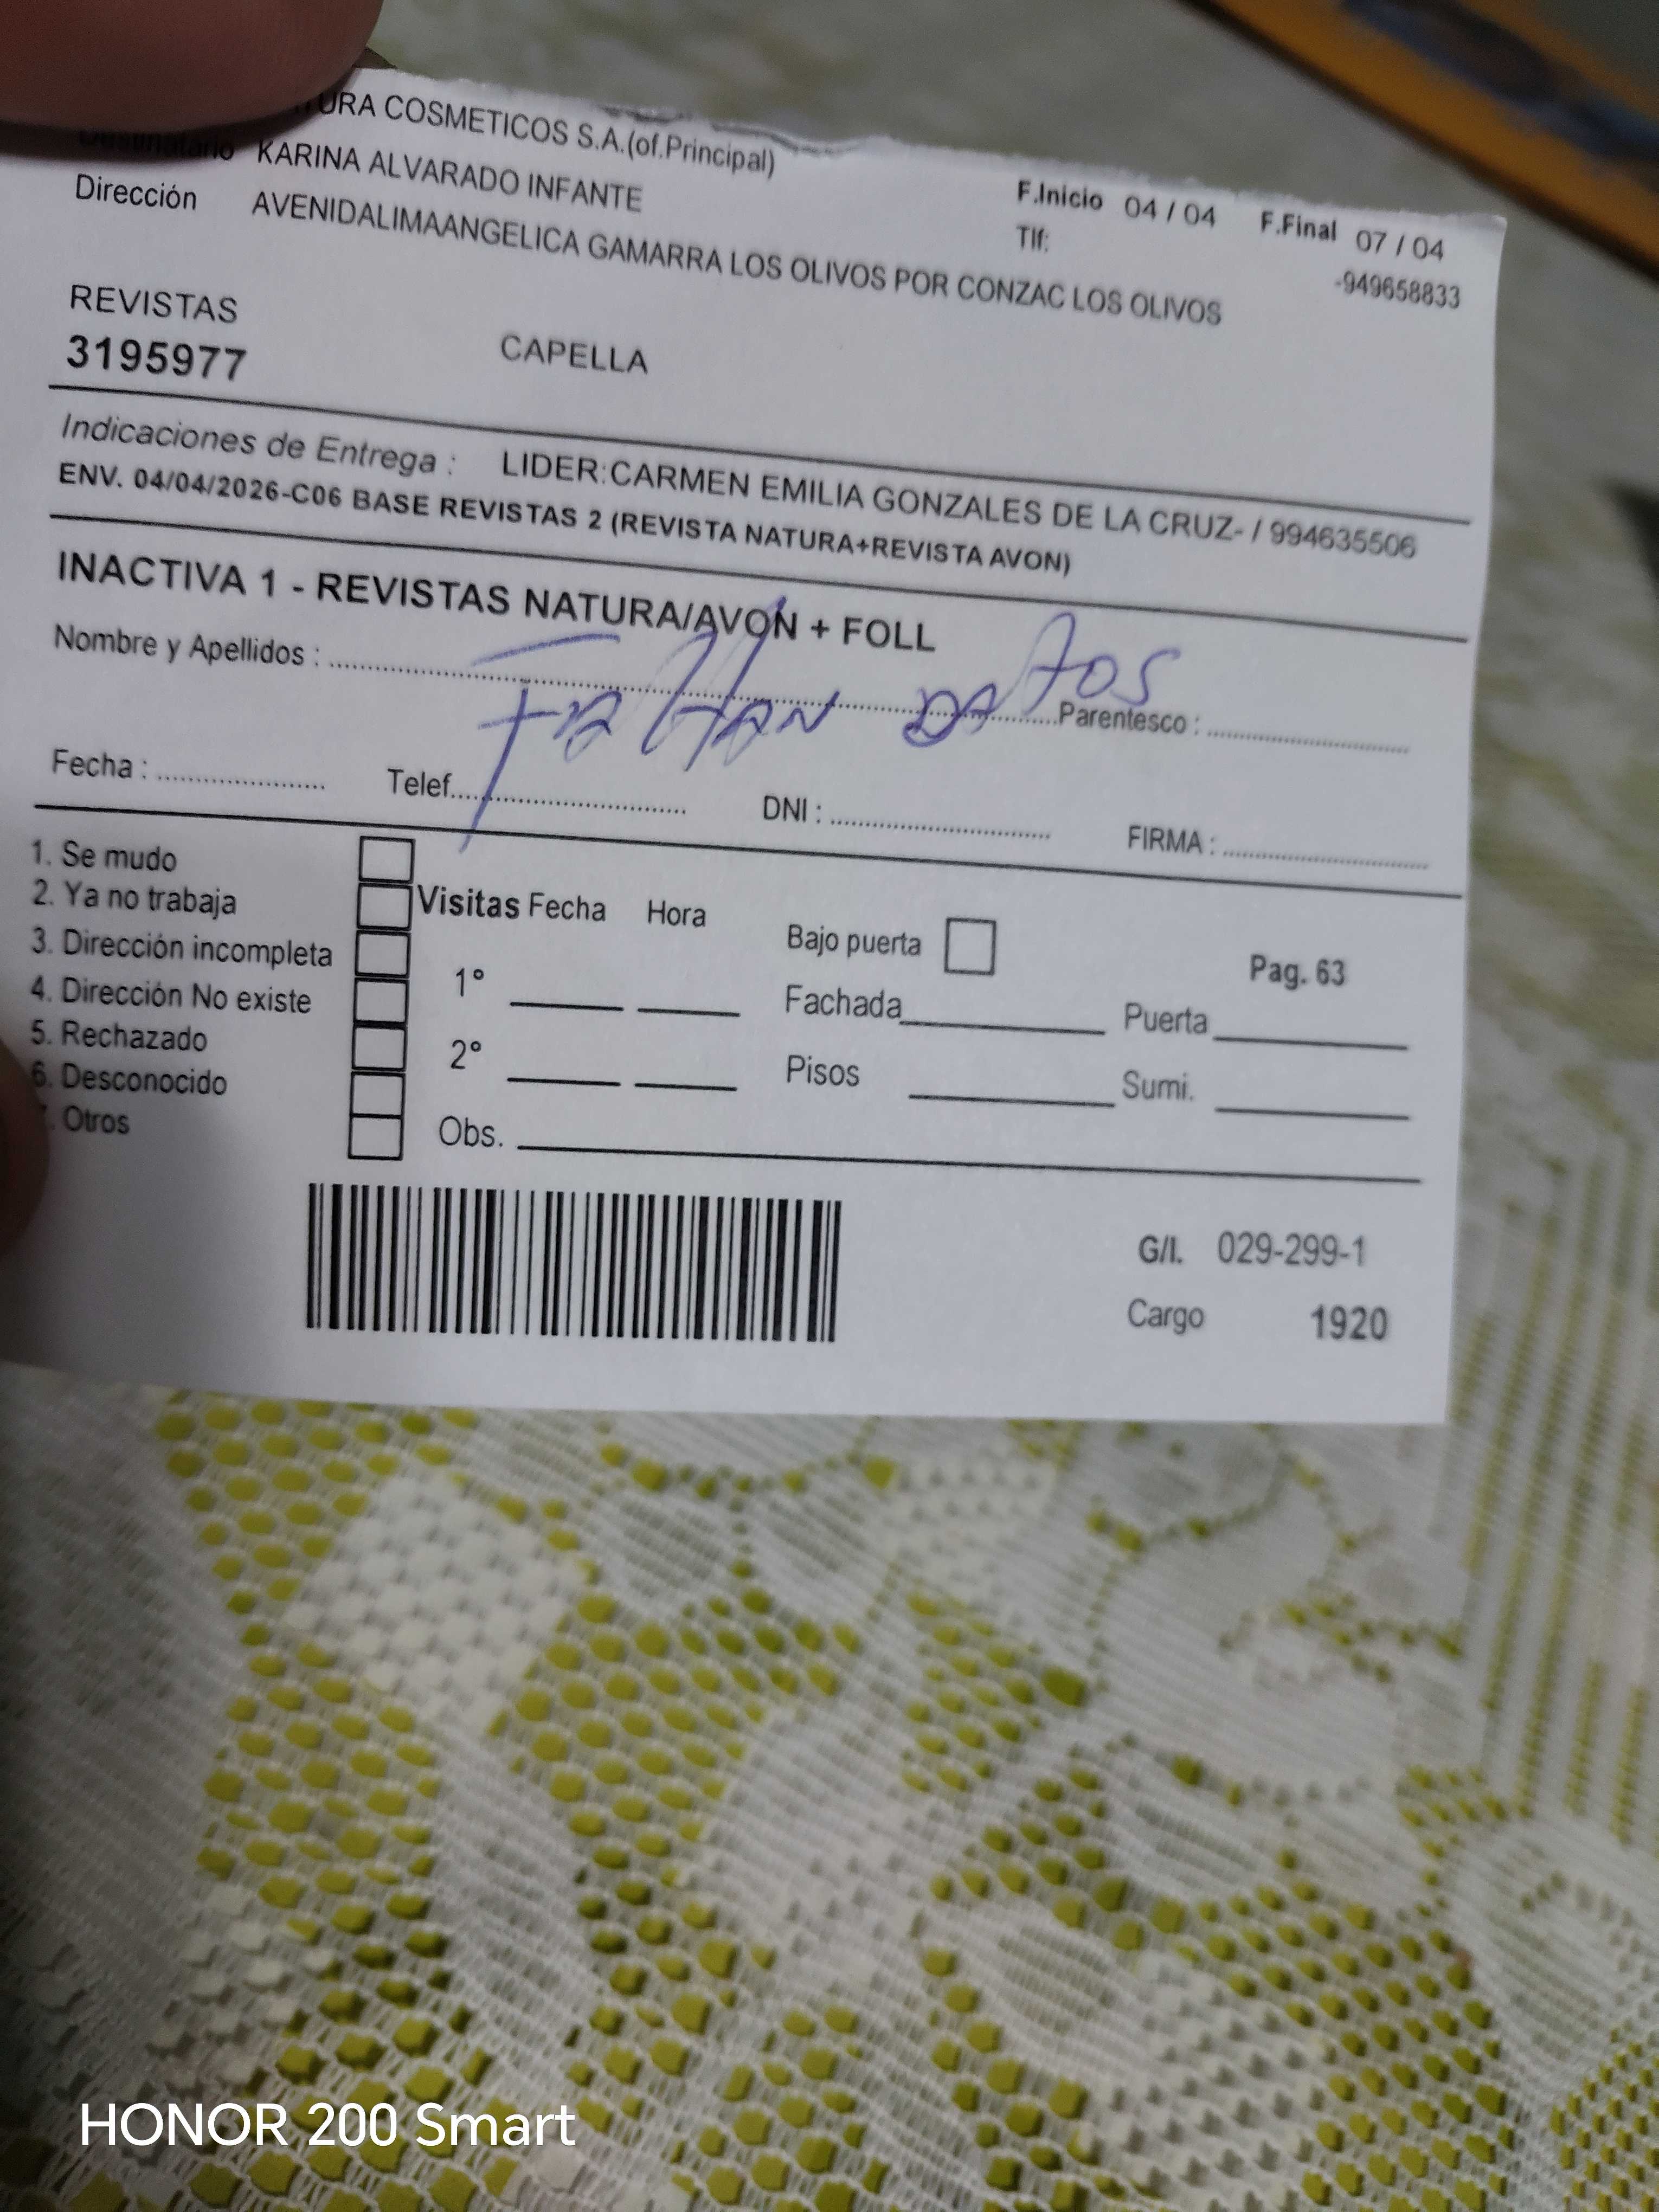 URA COSMETICOS S.A.(of.Principal)
Destinatario KARINA ALVARADO INFANTE
Dirección AVENIDALIMAANGELICA GAMARRA LOS OLIVOS POR CONZAC LOS OLIVOS
F.Inicio 04 / 04 F.Final 07 / 04
Tlf: -949658833
REVISTAS
3195977 CAPELLA
Indicaciones de Entrega : LIDER:CARMEN EMILIA GONZALES DE LA CRUZ- / 994635506
ENV. 04/04/2026-C06 BASE REVISTAS 2 (REVISTA NATURA+REVISTA AVON)
INACTIVA 1 - REVISTAS NATURA/AVON + FOLL
Nombre y Apellidos : Parentesco :
FALTAN DATOS
Fecha : Telef. DNI : FIRMA :
1. Se mudo
2. Ya no trabaja
3. Dirección incompleta
4. Dirección No existe
5. Rechazado
6. Desconocido
. Otros
Visitas Fecha Hora
1°
2°
Obs.
Bajo puerta
Fachada Puerta
Pisos Sumi.
Pag. 63
G/I. 029-299-1
Cargo 1920
HONOR 200 Smart